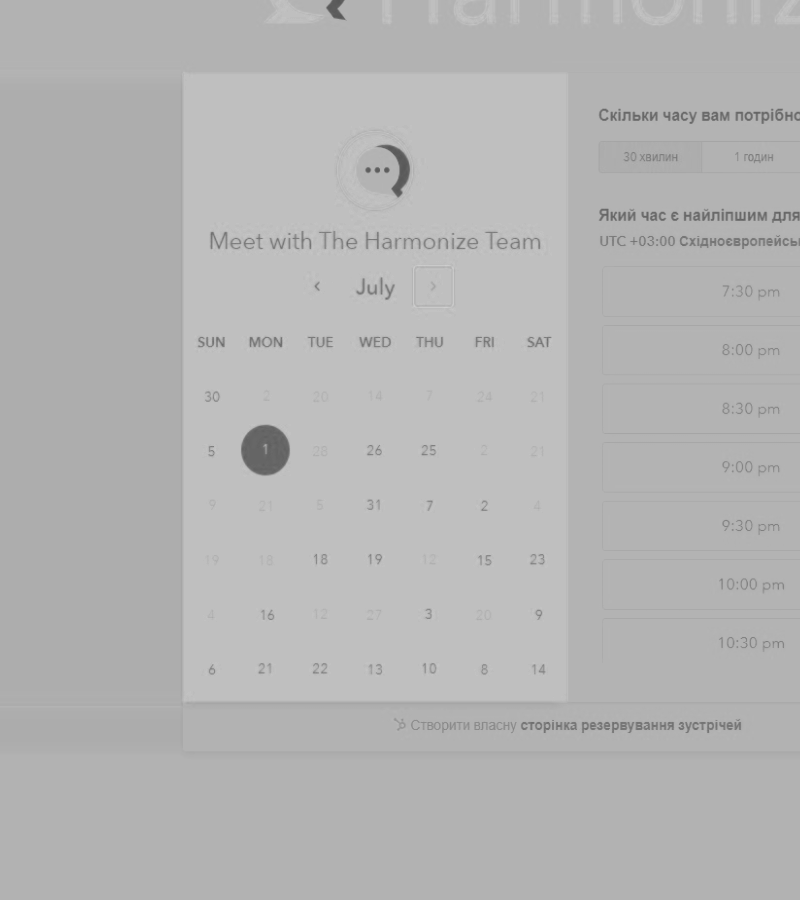 Harmoniz
Meet with The Harmonize Team
July
SUN MON TUE WED THU FRI SAT
30 2 20 14 7 24 21
5 1 28 26 25 2 21
9 21 5 31 7 2 4
19 18 18 19 12 15 23
4 16 12 27 3 20 9
6 21 22 13 10 8 14
Скільки часу вам потрібно
30 хвилин 1 годин
Який час є найліпшим для
UTC +03:00 Східноєвропейсь
7:30 pm
8:00 pm
8:30 pm
9:00 pm
9:30 pm
10:00 pm
10:30 pm
Створити власну сторінка резервування зустрічей